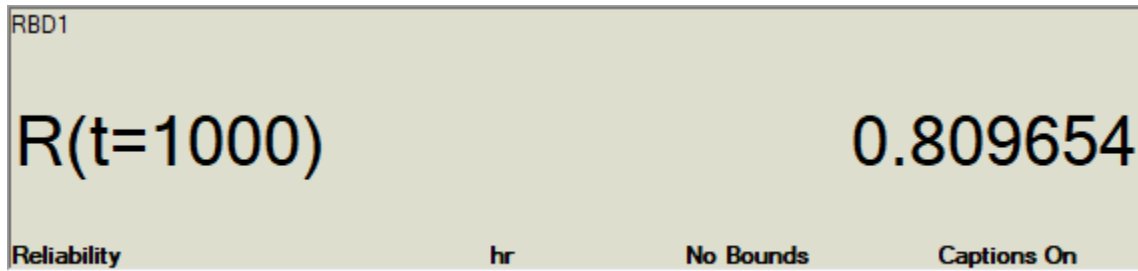 RBD1
R(t=1000) 0.809654
Reliability hr No Bounds Captions On